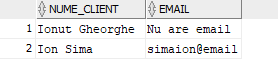 NUME_CLIENT EMAIL
1 Ionut Gheorghe Nu are email
2 Ion Sima simaion@email